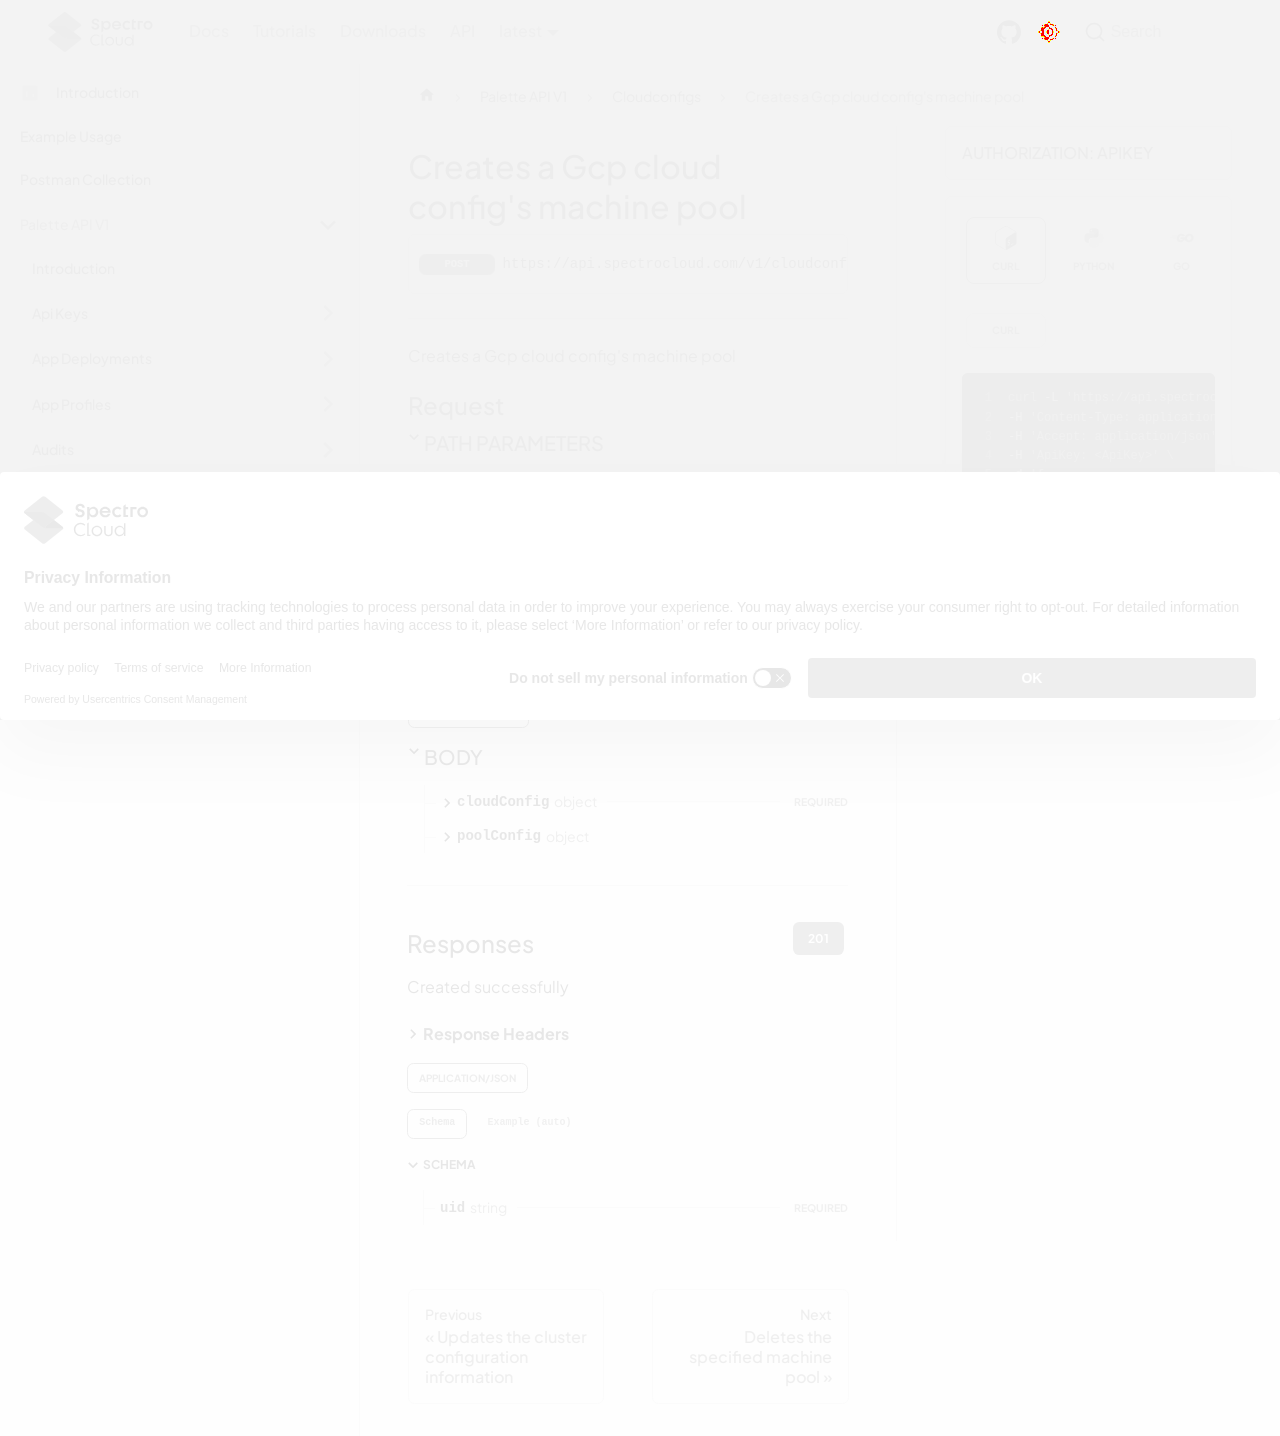 Spectro Cloud
Docs Tutorials Downloads API latest Search
Introduction
Palette API V1 Cloudconfigs Creates a Gcp cloud config's machine pool
Example Usage
AUTHORIZATION: APIKEY
Creates a Gcp cloud
config's machine pool
Postman Collection
Palette API V1
CURL PYTHON GO
Introduction
POST https://api.spectrocloud.com/v1/cloudconf
Api Keys
CURL
App Deployments
Creates a Gcp cloud config's machine pool
App Profiles
Request
Audits
PATH PARAMETERS
Spectro
Cloud
Privacy Information
We and our partners are using tracking technologies to process personal data in order to improve your experience. You may always exercise your consumer right to opt-out. For detailed information
about personal information we collect and third parties having access to it, please select 'More Information' or refer to our privacy policy.
Privacy policy Terms of service More Information
Do not sell my personal information
OK
Powered by Usercentrics Consent Management
BODY
cloudConfig object REQUIRED
poolConfig object
Responses
201
Created successfully
Response Headers
APPLICATION/JSON
Schema Example (auto)
SCHEMA
uid string REQUIRED
Previous
« Updates the cluster
configuration
information
Next
Deletes the
specified machine
pool »